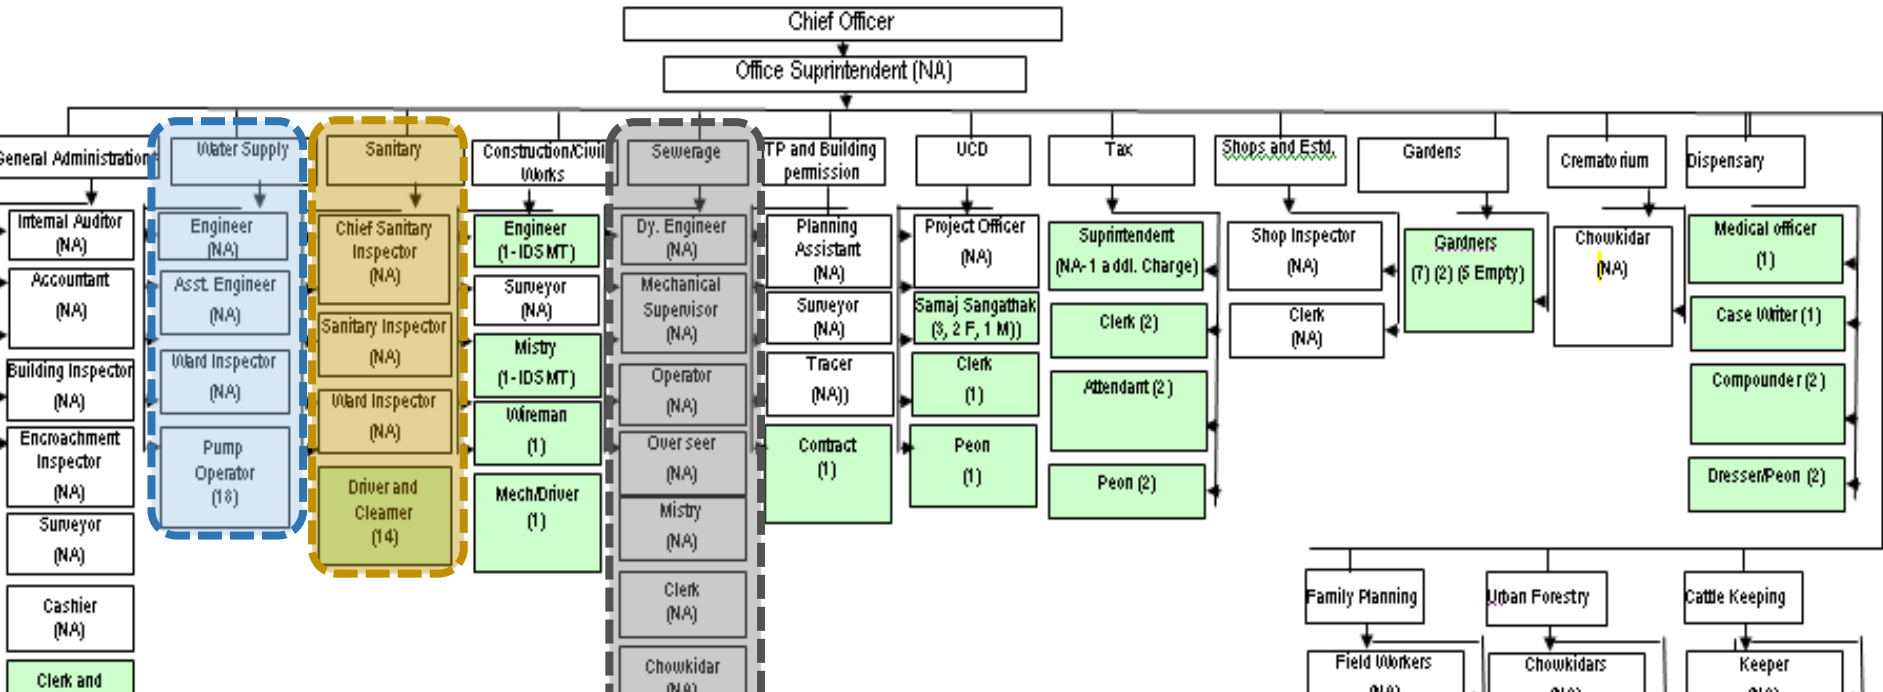 Chief Officer
Office Suprintendent (NA)
General Administration
Internal Auditor
(NA)
Accountant
(NA)
Building Inspector
(NA)
Encroachment
Inspector
(NA)
Surveyor
(NA)
Cashier
(NA)
Clerk and
Water Supply
Engineer
(NA)
Asst. Engineer
(NA)
Ward Inspector
(NA)
Pump
Operator
(18)
Sanitary
Chief Sanitary
Inspector
(NA)
Sanitary Inspector
(NA)
Ward Inspector
(NA)
Driver and
Cleamer
(14)
Construction/Civil
Works
Engineer
(1-IDSMT)
Surveyor
(NA)
Mistry
(1-IDSMT)
Wireman
(1)
Mech/Driver
(1)
Sewerage
Dy. Engineer
(NA)
Mechanical
Supervisor
(NA)
Operator
(NA)
Over seer
(NA)
Mistry
(NA)
Clerk
(NA)
Chowkidar
(NA)
TP and Building
permission
Planning
Assistant
(NA)
Surveyor
(NA)
Tracer
(NA))
Contract
(1)
UCD
Project Officer
(NA)
Samaj Sangathak
(3, 2 F, 1 M))
Clerk
(1)
Peon
(1)
Tax
Suprintendent
(NA-1 addl. Charge)
Clerk (2)
Attendant (2)
Peon (2)
Shops and Estd.
Shop Inspector
(NA)
Clerk
(NA)
Gardens
Gardners
(7) (2) (5 Empty)
Crematorium
Chowkidar
(NA)
Dispensary
Medical officer
(1)
Case Writer (1)
Compounder (2)
Dresser/Peon (2)
Family Planning
Field Workers
(NA)
Urban Forestry
Chowkidars
(NA)
Cattle Keeping
Keeper
(NA)